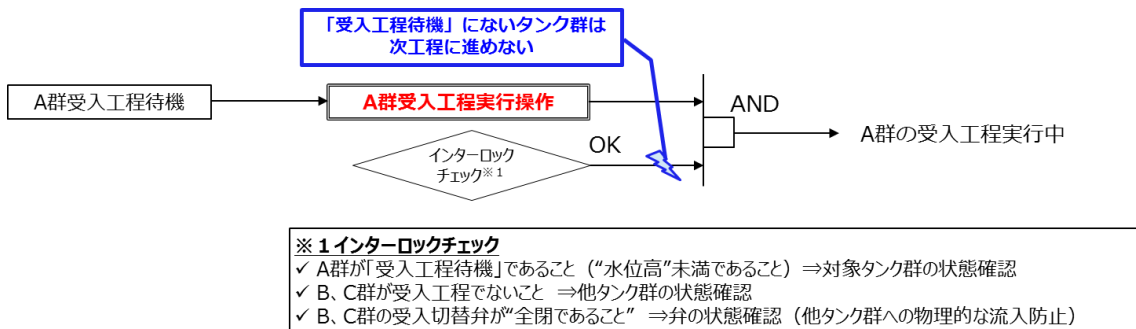 「受入工程待機」にないタンク群は
次工程に進めない
A群受入工程待機
A群受入工程実行操作
AND
A群の受入工程実行中
インターロック
チェック※1
OK
※1インターロックチェック
✓ A群が「受入工程待機」であること（“水位高”未満であること）⇒対象タンク群の状態確認
✓ B、C群が受入工程でないこと ⇒他タンク群の状態確認
✓ B、C群の受入切替弁が“全閉であること” ⇒弁の状態確認（他タンク群への物理的な流入防止）